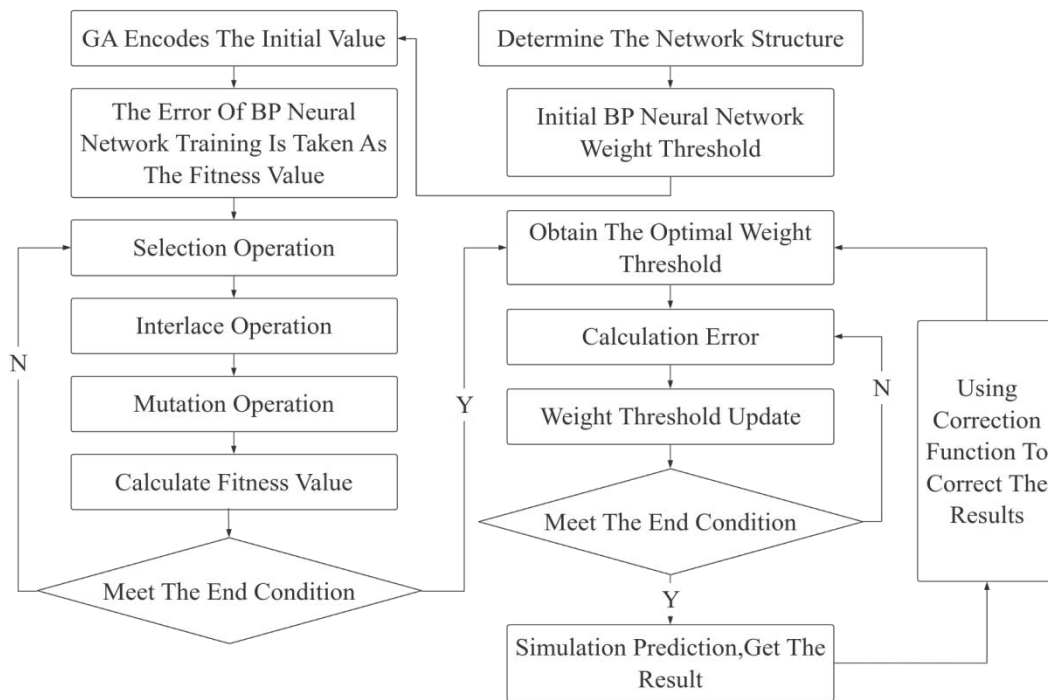 GA Encodes The Initial Value
The Error Of BP Neural
Network Training Is Taken As
The Fitness Value
Selection Operation
Interlace Operation
Mutation Operation
Calculate Fitness Value
Meet The End Condition
N
Y
Determine The Network Structure
Initial BP Neural Network
Weight Threshold
Obtain The Optimal Weight
Threshold
Calculation Error
Weight Threshold Update
Meet The End Condition
N
Y
Simulation Prediction,Get The
Result
Using
Correction
Function To
Correct The
Results